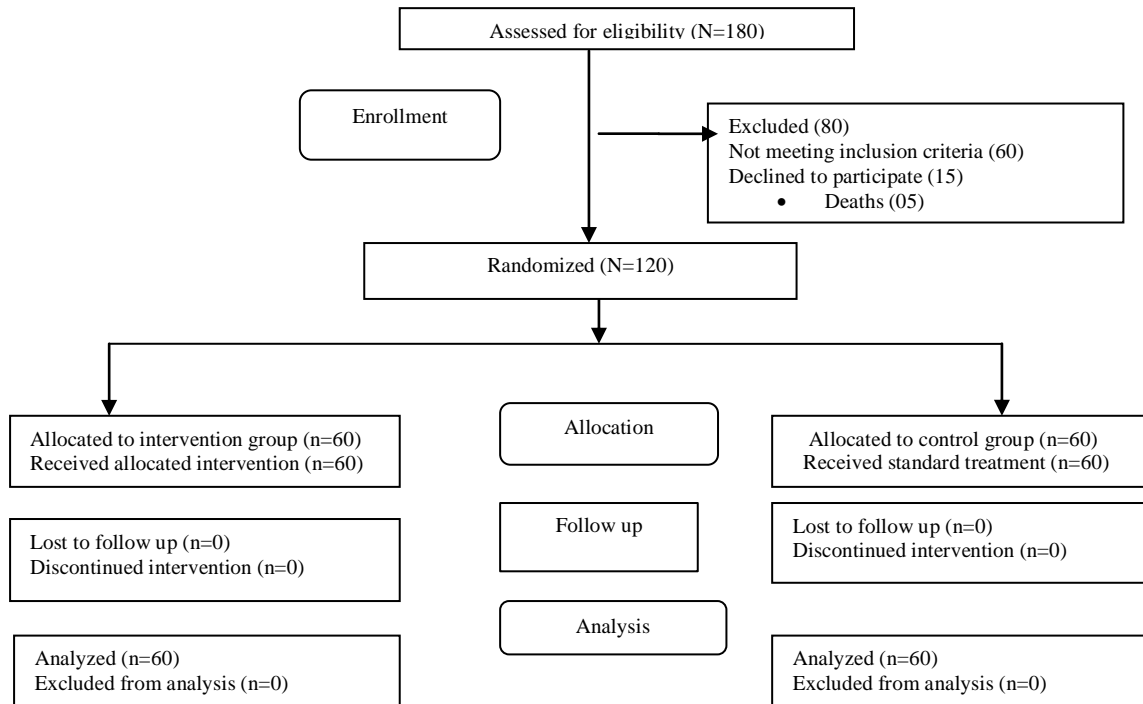 Assessed for eligibility (N=180)
Enrollment
Excluded (80)
Not meeting inclusion criteria (60)
Declined to participate (15)
• Deaths (05)
Randomized (N=120)
Allocated to intervention group (n=60)
Received allocated intervention (n=60)
Allocation
Allocated to control group (n=60)
Received standard treatment (n=60)
Lost to follow up (n=0)
Discontinued intervention (n=0)
Follow up
Lost to follow up (n=0)
Discontinued intervention (n=0)
Analysis
Analyzed (n=60)
Excluded from analysis (n=0)
Analyzed (n=60)
Excluded from analysis (n=0)